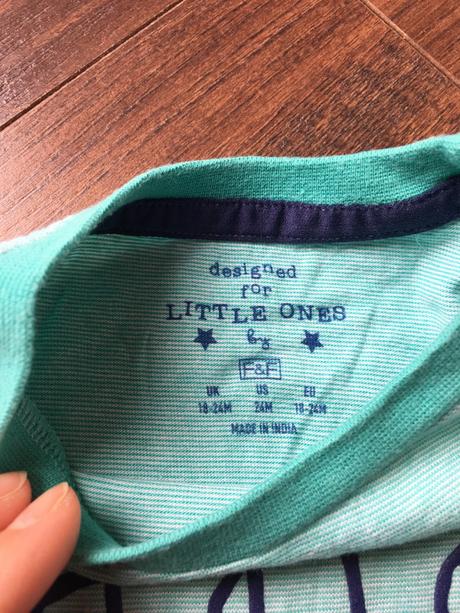 designed
for
LITTLE ONES
by
F&F
UK US EU
18-24M 24M 18-24M
MADE IN INDIA